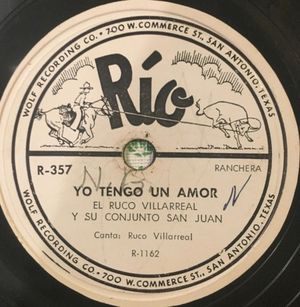 WOLF RECORDING CO. • 700 W. COMMERCE ST., SAN ANTONIO, TEXAS
Río
R-357
RANCHERA
N
YO TENGO UN AMOR
EL RUCO VILLARREAL
Y SU CONJUNTO SAN JUAN
Canta: Ruco Villarreal
R-1162
WOLF RECORDING CO. • 700 W. COMMERCE ST., SAN ANTONIO, TEXAS